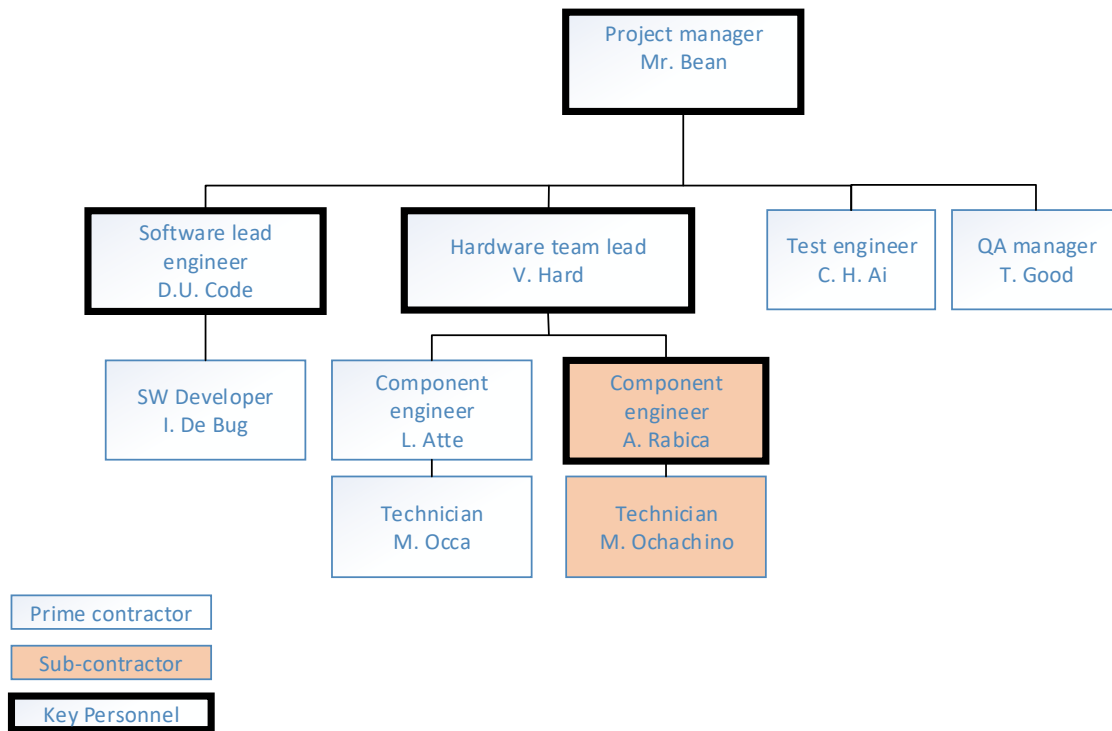 Project manager
Mr. Bean
Software lead
engineer
D.U. Code
Hardware team lead
V. Hard
Test engineer
C. H. Ai
QA manager
T. Good
SW Developer
I. De Bug
Component
engineer
L. Atte
Component
engineer
A. Rabica
Technician
M. Occa
Technician
M. Ochachino
Prime contractor
Sub-contractor
Key Personnel